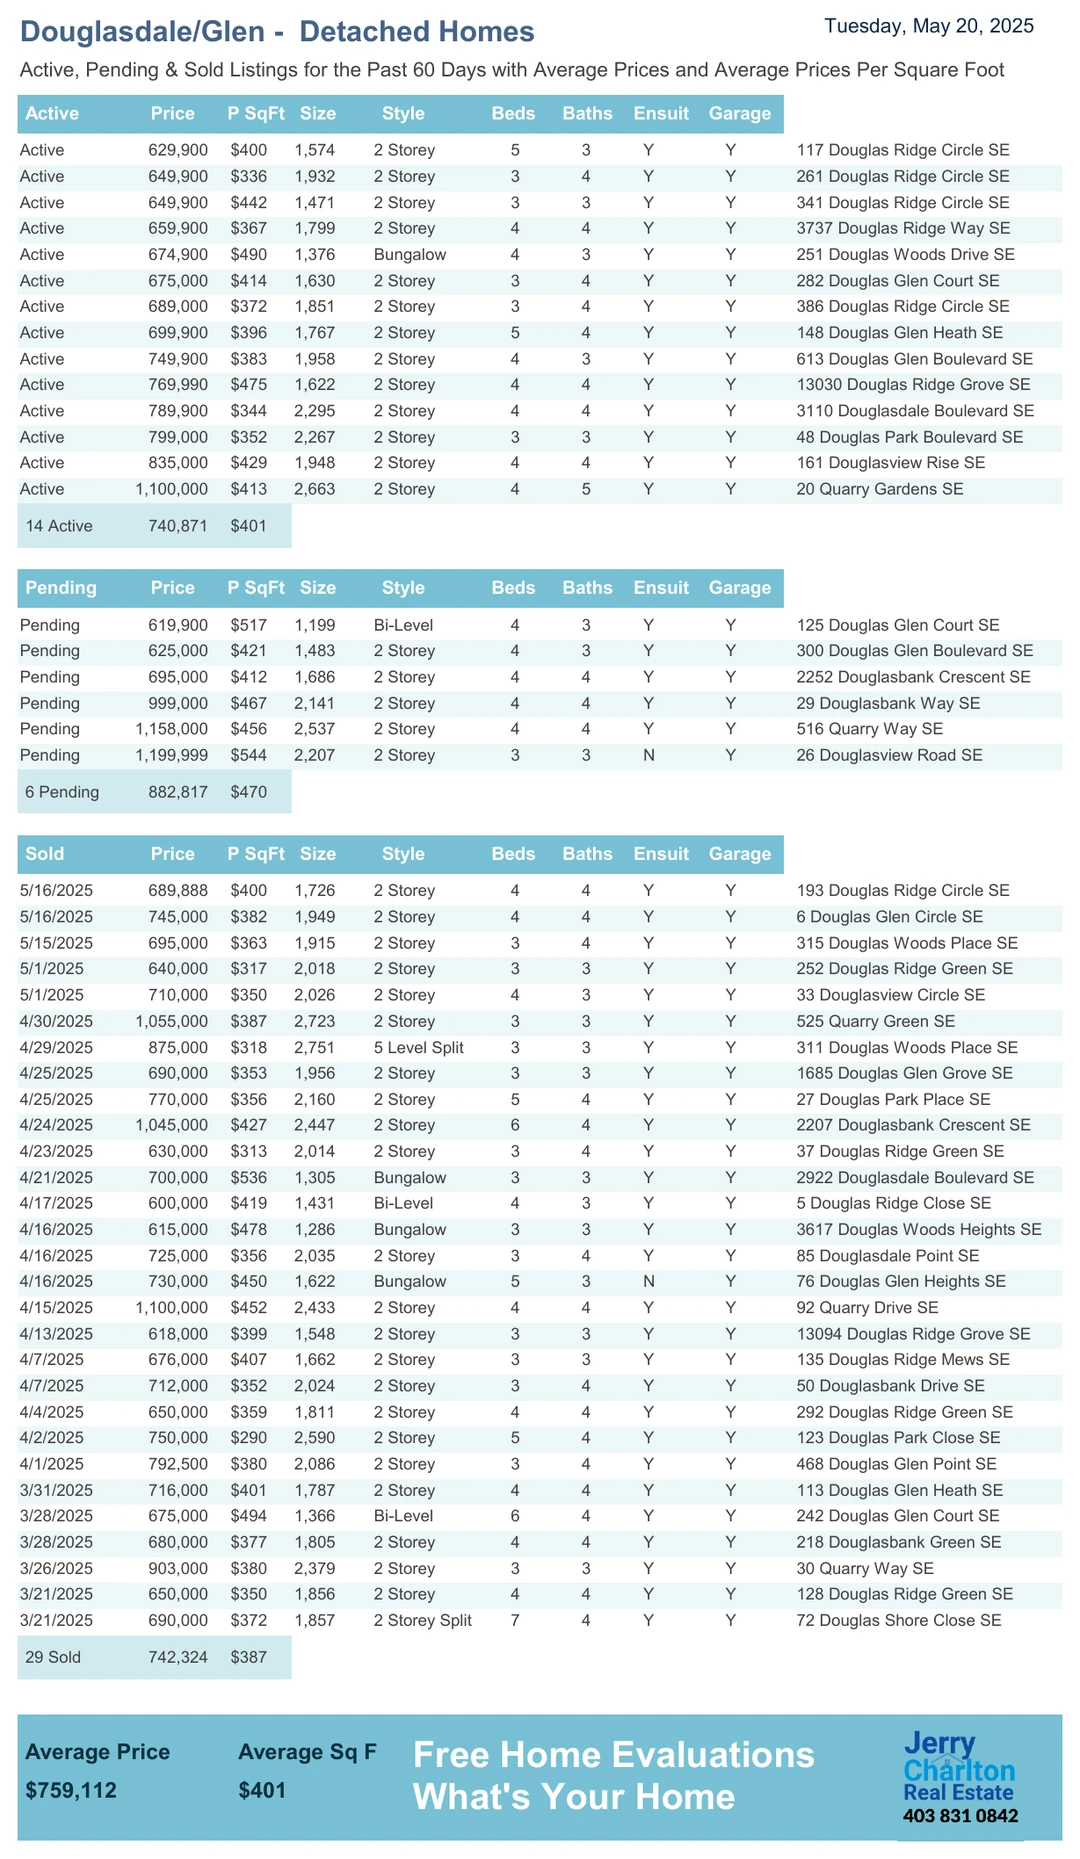 Douglasdale/Glen -  Detached Homes
Tuesday, May 20, 2025
Active, Pending & Sold Listings for the Past 60 Days with Average Prices and Average Prices Per Square Foot
Active Price P SqFt Size Style Beds Baths Ensuit Garage
Active 629,900 $400 1,574 2 Storey 5 3 Y Y 117 Douglas Ridge Circle SE
Active 649,900 $336 1,932 2 Storey 3 4 Y Y 261 Douglas Ridge Circle SE
Active 649,900 $442 1,471 2 Storey 3 3 Y Y 341 Douglas Ridge Circle SE
Active 659,900 $367 1,799 2 Storey 4 4 Y Y 3737 Douglas Ridge Way SE
Active 674,900 $490 1,376 Bungalow 4 3 Y Y 251 Douglas Woods Drive SE
Active 675,000 $414 1,630 2 Storey 3 4 Y Y 282 Douglas Glen Court SE
Active 689,000 $372 1,851 2 Storey 3 4 Y Y 386 Douglas Ridge Circle SE
Active 699,900 $396 1,767 2 Storey 5 4 Y Y 148 Douglas Glen Heath SE
Active 749,900 $383 1,958 2 Storey 4 3 Y Y 613 Douglas Glen Boulevard SE
Active 769,990 $475 1,622 2 Storey 4 4 Y Y 13030 Douglas Ridge Grove SE
Active 789,900 $344 2,295 2 Storey 4 4 Y Y 3110 Douglasdale Boulevard SE
Active 799,000 $352 2,267 2 Storey 3 3 Y Y 48 Douglas Park Boulevard SE
Active 835,000 $429 1,948 2 Storey 4 4 Y Y 161 Douglasview Rise SE
Active 1,100,000 $413 2,663 2 Storey 4 5 Y Y 20 Quarry Gardens SE
14 Active 740,871 $401
Pending Price P SqFt Size Style Beds Baths Ensuit Garage
Pending 619,900 $517 1,199 Bi-Level 4 3 Y Y 125 Douglas Glen Court SE
Pending 625,000 $421 1,483 2 Storey 4 3 Y Y 300 Douglas Glen Boulevard SE
Pending 695,000 $412 1,686 2 Storey 4 4 Y Y 2252 Douglasbank Crescent SE
Pending 999,000 $467 2,141 2 Storey 4 4 Y Y 29 Douglasbank Way SE
Pending 1,158,000 $456 2,537 2 Storey 4 4 Y Y 516 Quarry Way SE
Pending 1,199,999 $544 2,207 2 Storey 3 3 N Y 26 Douglasview Road SE
6 Pending 882,817 $470
Sold Price P SqFt Size Style Beds Baths Ensuit Garage
5/16/2025 689,888 $400 1,726 2 Storey 4 4 Y Y 193 Douglas Ridge Circle SE
5/16/2025 745,000 $382 1,949 2 Storey 4 4 Y Y 6 Douglas Glen Circle SE
5/15/2025 695,000 $363 1,915 2 Storey 3 4 Y Y 315 Douglas Woods Place SE
5/1/2025 640,000 $317 2,018 2 Storey 3 3 Y Y 252 Douglas Ridge Green SE
5/1/2025 710,000 $350 2,026 2 Storey 4 3 Y Y 33 Douglasview Circle SE
4/30/2025 1,055,000 $387 2,723 2 Storey 3 3 Y Y 525 Quarry Green SE
4/29/2025 875,000 $318 2,751 5 Level Split 3 3 Y Y 311 Douglas Woods Place SE
4/25/2025 690,000 $353 1,956 2 Storey 3 3 Y Y 1685 Douglas Glen Grove SE
4/25/2025 770,000 $356 2,160 2 Storey 5 4 Y Y 27 Douglas Park Place SE
4/24/2025 1,045,000 $427 2,447 2 Storey 6 4 Y Y 2207 Douglasbank Crescent SE
4/23/2025 630,000 $313 2,014 2 Storey 3 4 Y Y 37 Douglas Ridge Green SE
4/21/2025 700,000 $536 1,305 Bungalow 3 3 Y Y 2922 Douglasdale Boulevard SE
4/17/2025 600,000 $419 1,431 Bi-Level 4 3 Y Y 5 Douglas Ridge Close SE
4/16/2025 615,000 $478 1,286 Bungalow 3 3 Y Y 3617 Douglas Woods Heights SE
4/16/2025 725,000 $356 2,035 2 Storey 3 4 Y Y 85 Douglasdale Point SE
4/16/2025 730,000 $450 1,622 Bungalow 5 3 N Y 76 Douglas Glen Heights SE
4/15/2025 1,100,000 $452 2,433 2 Storey 4 4 Y Y 92 Quarry Drive SE
4/13/2025 618,000 $399 1,548 2 Storey 3 3 Y Y 13094 Douglas Ridge Grove SE
4/7/2025 676,000 $407 1,662 2 Storey 3 3 Y Y 135 Douglas Ridge Mews SE
4/7/2025 712,000 $352 2,024 2 Storey 3 4 Y Y 50 Douglasbank Drive SE
4/4/2025 650,000 $359 1,811 2 Storey 4 4 Y Y 292 Douglas Ridge Green SE
4/2/2025 750,000 $290 2,590 2 Storey 5 4 Y Y 123 Douglas Park Close SE
4/1/2025 792,500 $380 2,086 2 Storey 3 4 Y Y 468 Douglas Glen Point SE
3/31/2025 716,000 $401 1,787 2 Storey 4 4 Y Y 113 Douglas Glen Heath SE
3/28/2025 675,000 $494 1,366 Bi-Level 6 4 Y Y 242 Douglas Glen Court SE
3/28/2025 680,000 $377 1,805 2 Storey 4 4 Y Y 218 Douglasbank Green SE
3/26/2025 903,000 $380 2,379 2 Storey 3 3 Y Y 30 Quarry Way SE
3/21/2025 650,000 $350 1,856 2 Storey 4 4 Y Y 128 Douglas Ridge Green SE
3/21/2025 690,000 $372 1,857 2 Storey Split 7 4 Y Y 72 Douglas Shore Close SE
29 Sold 742,324 $387
Average Price Average Sq F
$759,112 $401
Free Home Evaluations
What's Your Home
Jerry
Charlton
Real Estate
403 831 0842